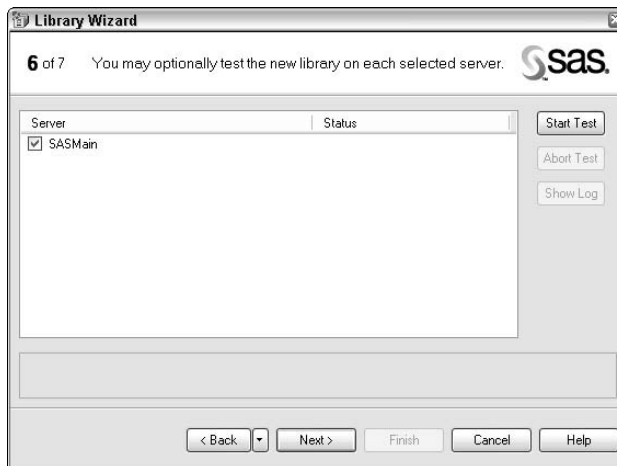 Library Wizard
6 of 7 You may optionally test the new library on each selected server.
sas.
Server Status
SASMain
Start Test
Abort Test
Show Log
< Back
Next >
Finish
Cancel
Help